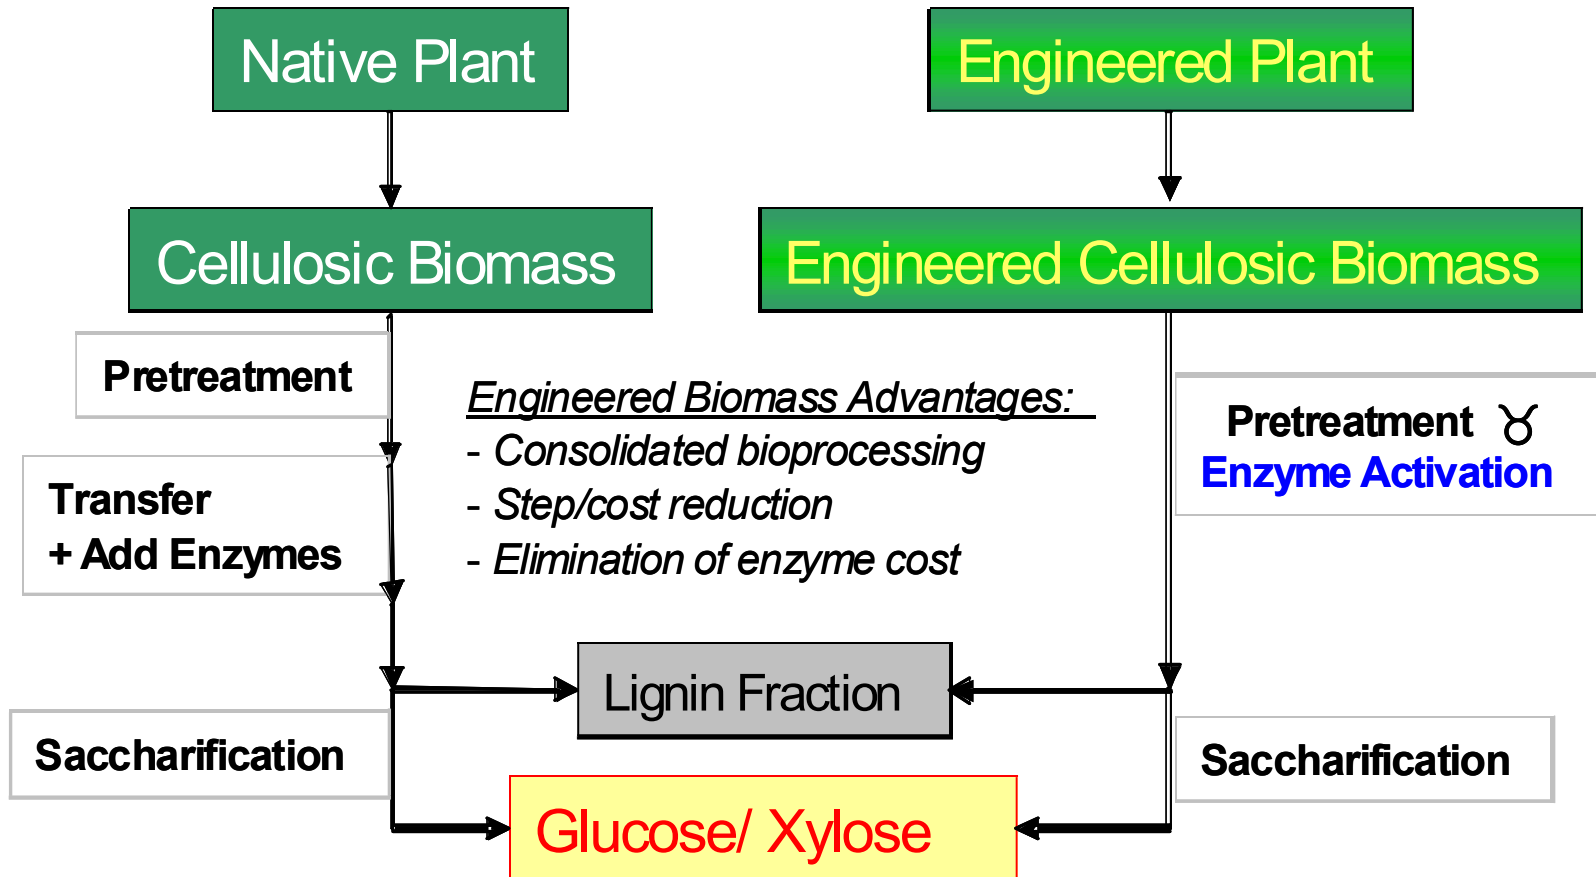 Native Plant
Engineered Plant
Cellulosic Biomass
Engineered Cellulosic Biomass
Pretreatment
Transfer
+ Add Enzymes
Engineered Biomass Advantages:
- Consolidated bioprocessing
- Step/cost reduction
- Elimination of enzyme cost
Pretreatment ♉
Enzyme Activation
Lignin Fraction
Saccharification
Saccharification
Glucose/ Xylose